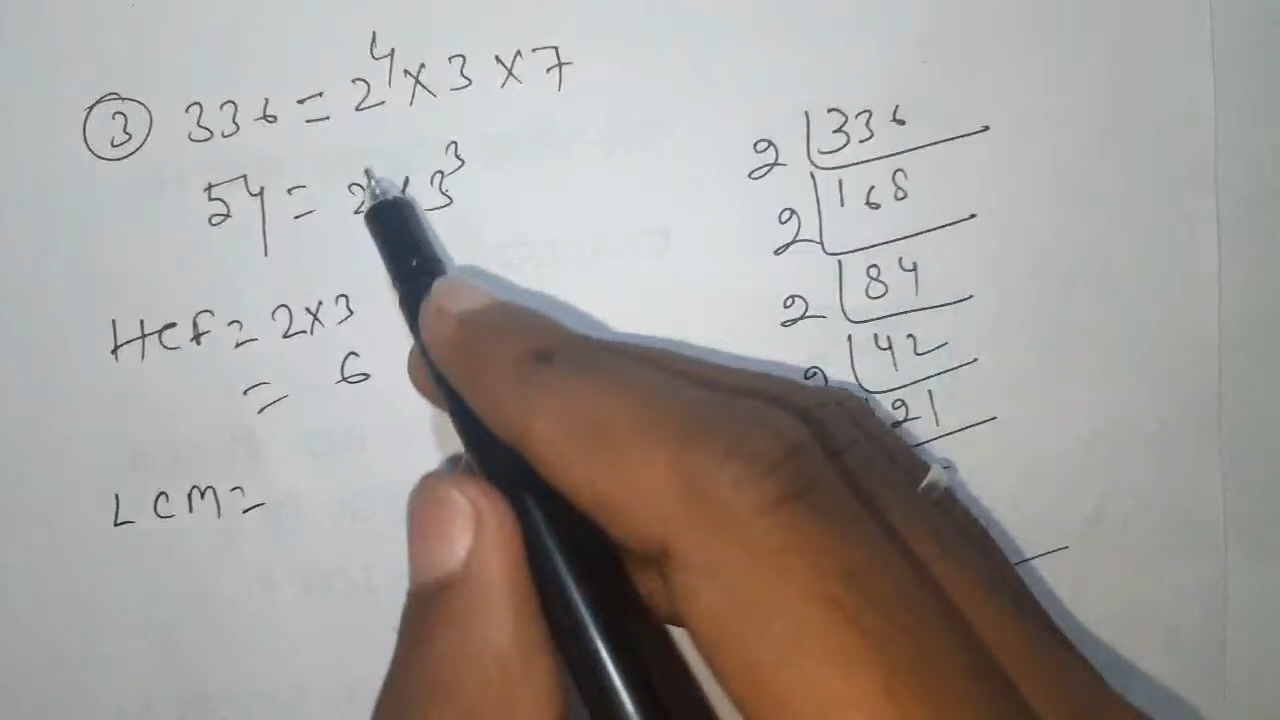 ③ 336 = 2⁴ × 3 × 7
54 = 2 × 3³
HCF = 2×3
= 6
LCM =
2 336
2 168
2 84
2 42
21